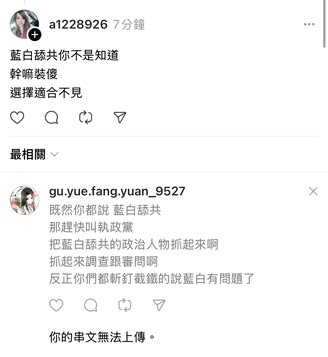 a1228926 7分鐘
藍白舔共你不是知道
幹嘛裝傻
選擇適合不見
最相關
gu.yue.fang.yuan_9527
既然你都說 藍白舔共
那趕快叫執政黨
把藍白舔共的政治人物抓起來啊
抓起來調查跟審問啊
反正你們都斬釘截鐵的說藍白有問題了
你的串文無法上傳。